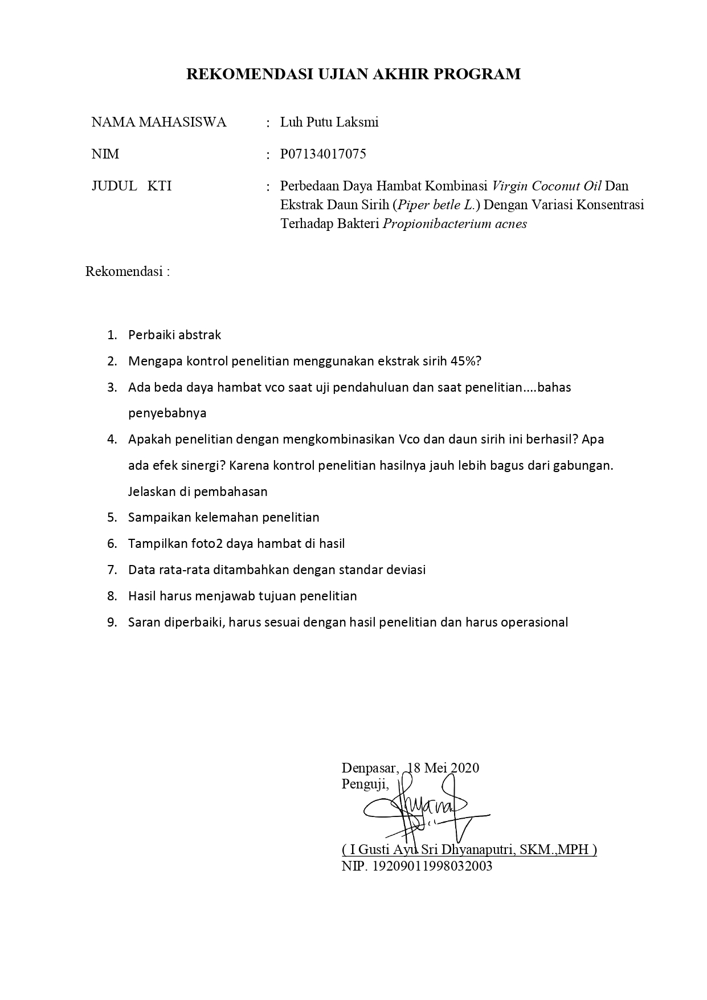 REKOMENDASI UJIAN AKHIR PROGRAM
NAMA MAHASISWA : Luh Putu Laksmi
NIM : P07134017075
JUDUL KTI : Perbedaan Daya Hambat Kombinasi Virgin Coconut Oil Dan
Ekstrak Daun Sirih (Piper betle L.) Dengan Variasi Konsentrasi
Terhadap Bakteri Propionibacterium acnes
Rekomendasi :
1. Perbaiki abstrak
2. Mengapa kontrol penelitian menggunakan ekstrak sirih 45%?
3. Ada beda daya hambat vco saat uji pendahuluan dan saat penelitian....bahas
penyebabnya
4. Apakah penelitian dengan mengkombinasikan Vco dan daun sirih ini berhasil? Apa
ada efek sinergi? Karena kontrol penelitian hasilnya jauh lebih bagus dari gabungan.
Jelaskan di pembahasan
5. Sampaikan kelemahan penelitian
6. Tampilkan foto2 daya hambat di hasil
7. Data rata-rata ditambahkan dengan standar deviasi
8. Hasil harus menjawab tujuan penelitian
9. Saran diperbaiki, harus sesuai dengan hasil penelitian dan harus operasional
Denpasar, 18 Mei 2020
Penguji,
( I Gusti Ayu Sri Dhyanaputri, SKM.,MPH )
NIP. 19209011998032003